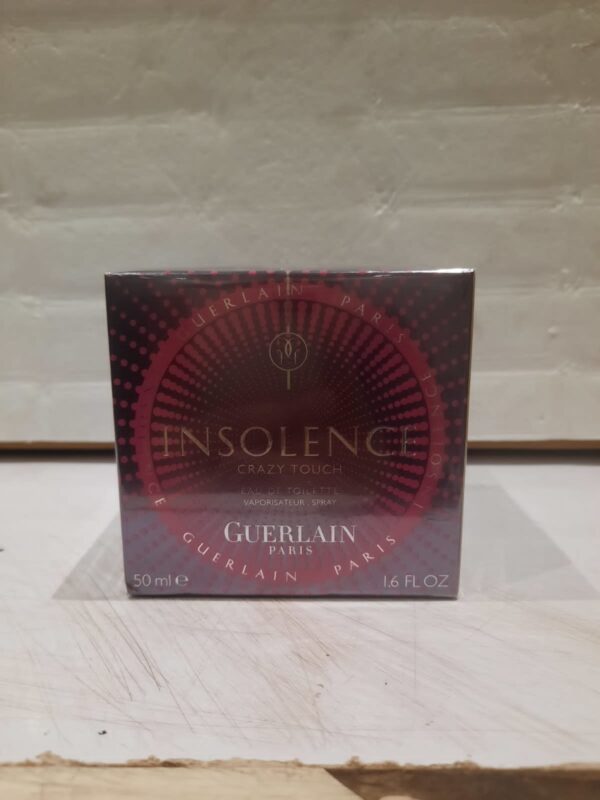 GUERLAIN PARIS
INSOLENCE
CRAZY TOUCH
EAU DE TOILETTE
VAPORISATEUR . SPRAY
GUERLAIN
PARIS
GUERLAIN PARIS
50 ml e
1.6 FL OZ